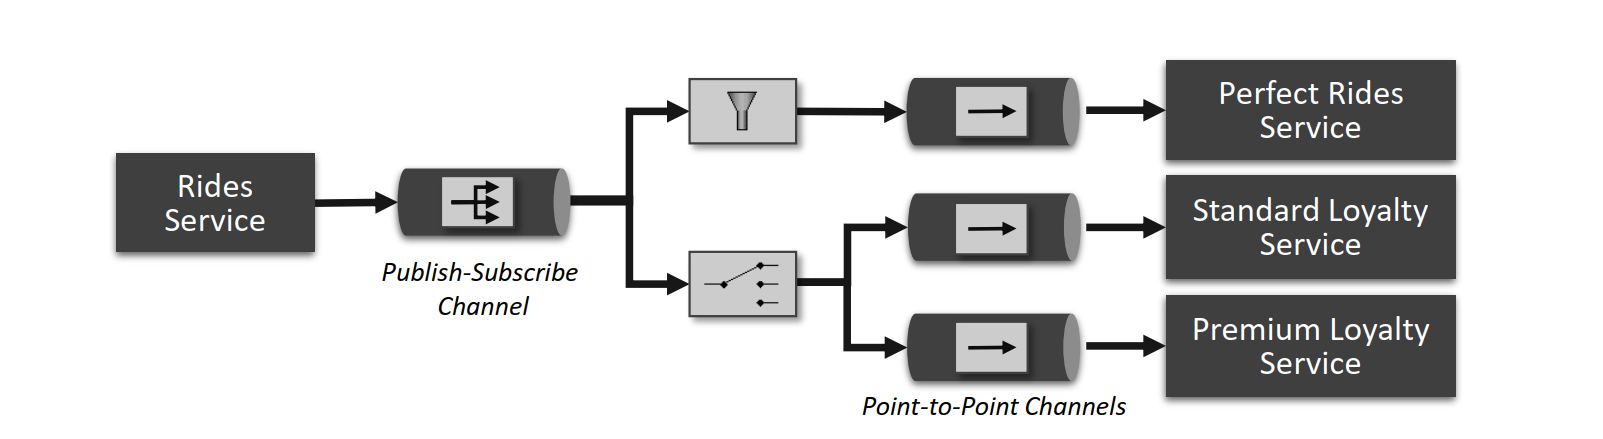 Rides
Service
Publish-Subscribe
Channel
Perfect Rides
Service
Standard Loyalty
Service
Premium Loyalty
Service
Point-to-Point Channels